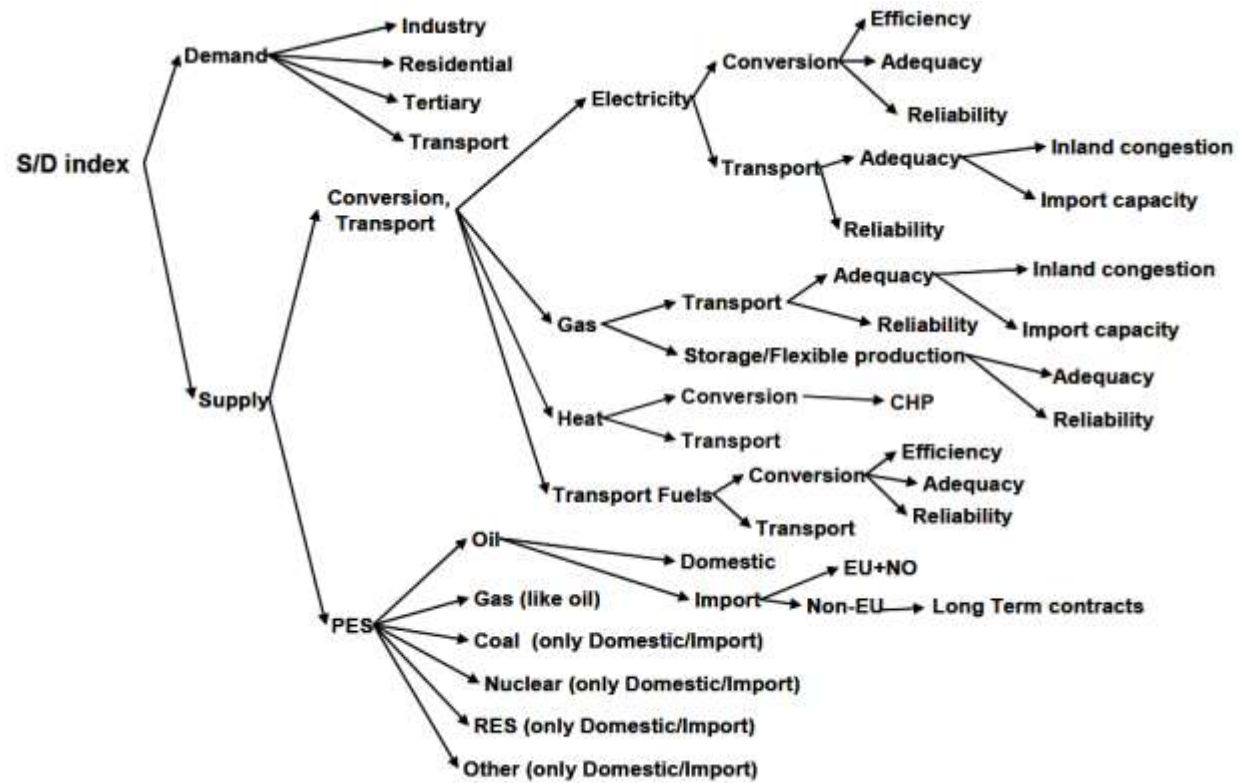 Efficiency
Industry
Demand
Conversion
Residential
Adequacy
Tertiary
Electricity
Reliability
Transport
Inland congestion
S/D index
Transport
Adequacy
Conversion,
Transport
Import capacity
Reliability
Adequacy
Inland congestion
Transport
Gas
Reliability
Import capacity
Storage/Flexible production
Adequacy
Supply
Conversion
CHP
Heat
Reliability
Transport
Efficiency
Conversion
Transport Fuels
Adequacy
Reliability
Transport
Oil
Domestic
EU+NO
Gas (like oil)
Import
Non-EU
Long Term contracts
PES
Coal (only Domestic/Import)
Nuclear (only Domestic/Import)
RES (only Domestic/Import)
Other (only Domestic/Import)